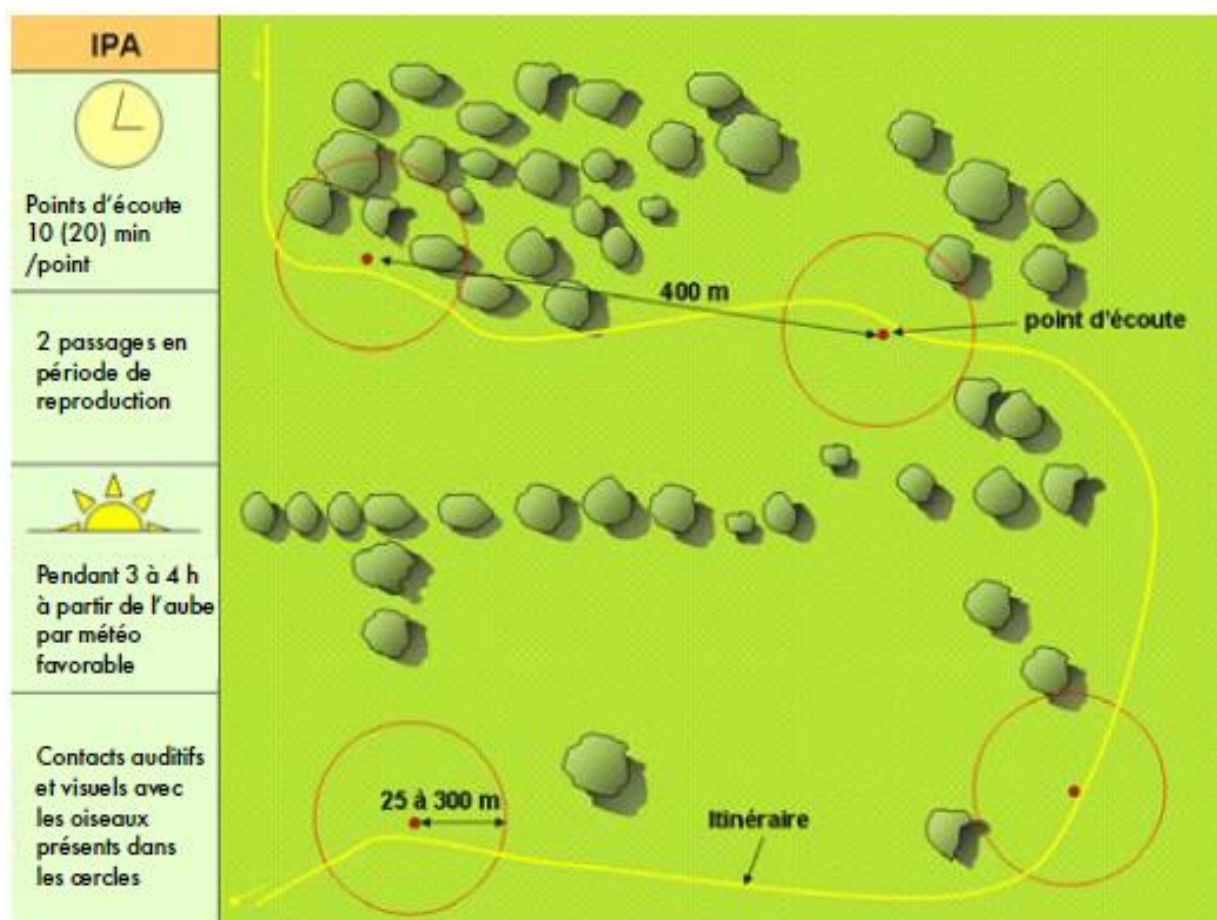 IPA
Points d'écoute
10 (20) min
/point
2 passages en
période de
reproduction
Pendant 3 à 4 h
à partir de l'aube
par météo
favorable
Contacts auditifs
et visuels avec
les oiseaux
présents dans
les cercles
400 m
point d'écoute
25 à 300 m
Itinéraire